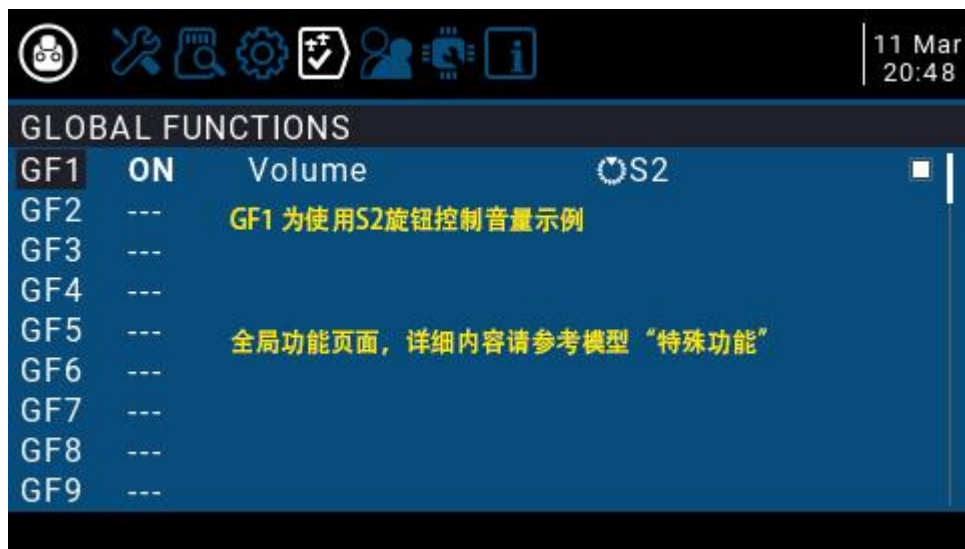 11 Mar
20:48
GLOBAL FUNCTIONS
GF1 ON Volume S2
GF2 --- GF1 为使用S2旋钮控制音量示例
GF3 ---
GF4 ---
GF5 --- 全局功能页面，详细内容请参考模型“特殊功能”
GF6 ---
GF7 ---
GF8 ---
GF9 ---